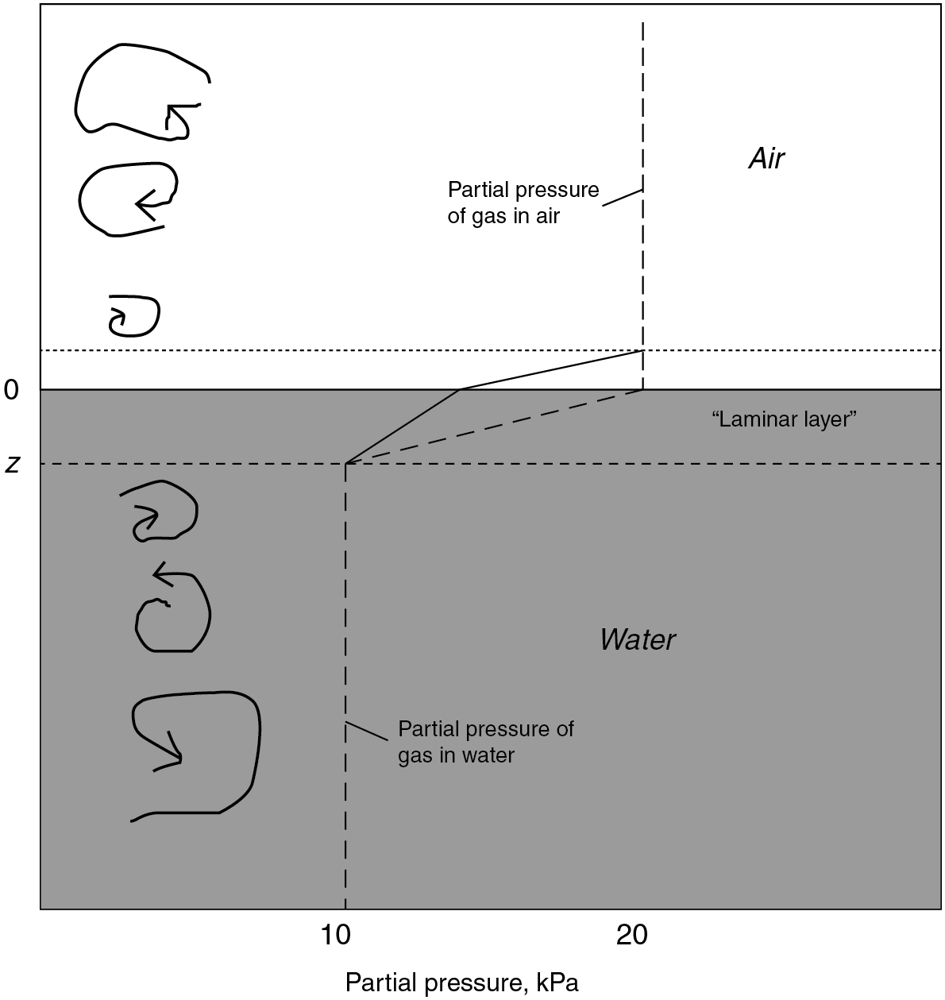 Air
Partial pressure
of gas in air
0
“Laminar layer”
z
Water
Partial pressure of
gas in water
10
20
Partial pressure, kPa